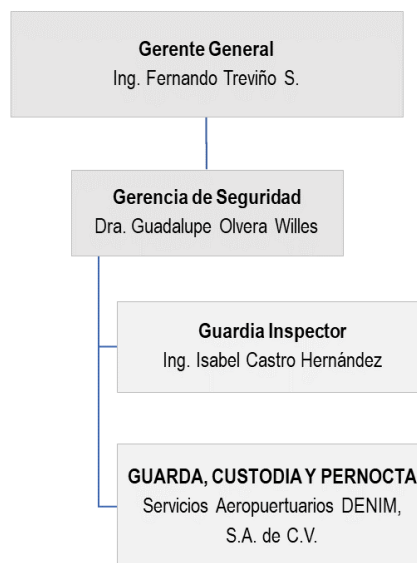 Gerente General
Ing. Fernando Treviño S.
Gerencia de Seguridad
Dra. Guadalupe Olvera Willes
Guardia Inspector
Ing. Isabel Castro Hernández
GUARDA, CUSTODIA Y PERNOCTA
Servicios Aeropuertuarios DENIM,
S.A. de C.V.